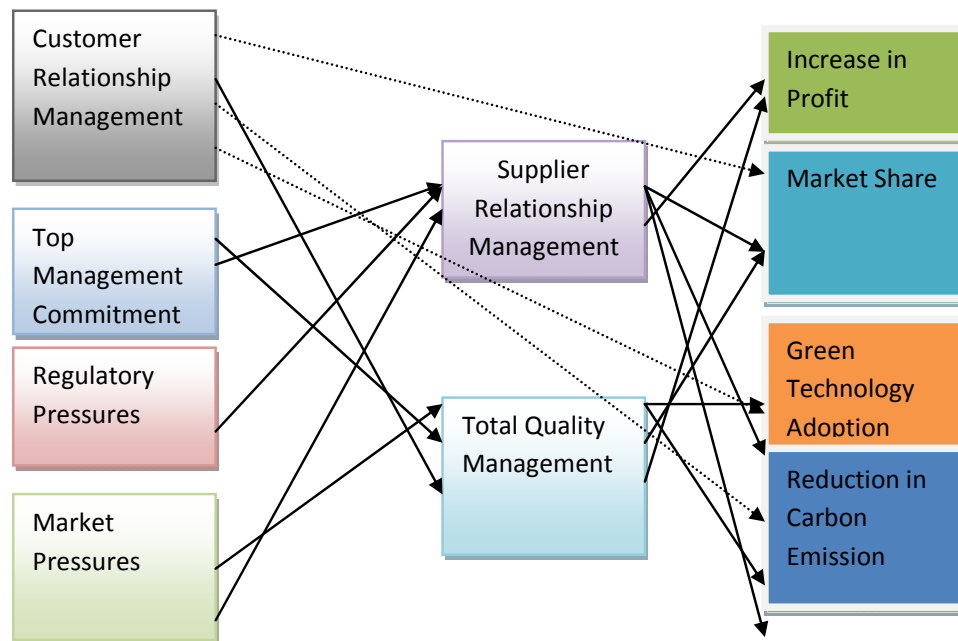 Customer
Relationship
Management
Top
Management
Commitment
Regulatory
Pressures
Market
Pressures
Supplier
Relationship
Management
Total Quality
Management
Increase in
Profit
Market Share
Green
Technology
Adoption
Reduction in
Carbon
Emission